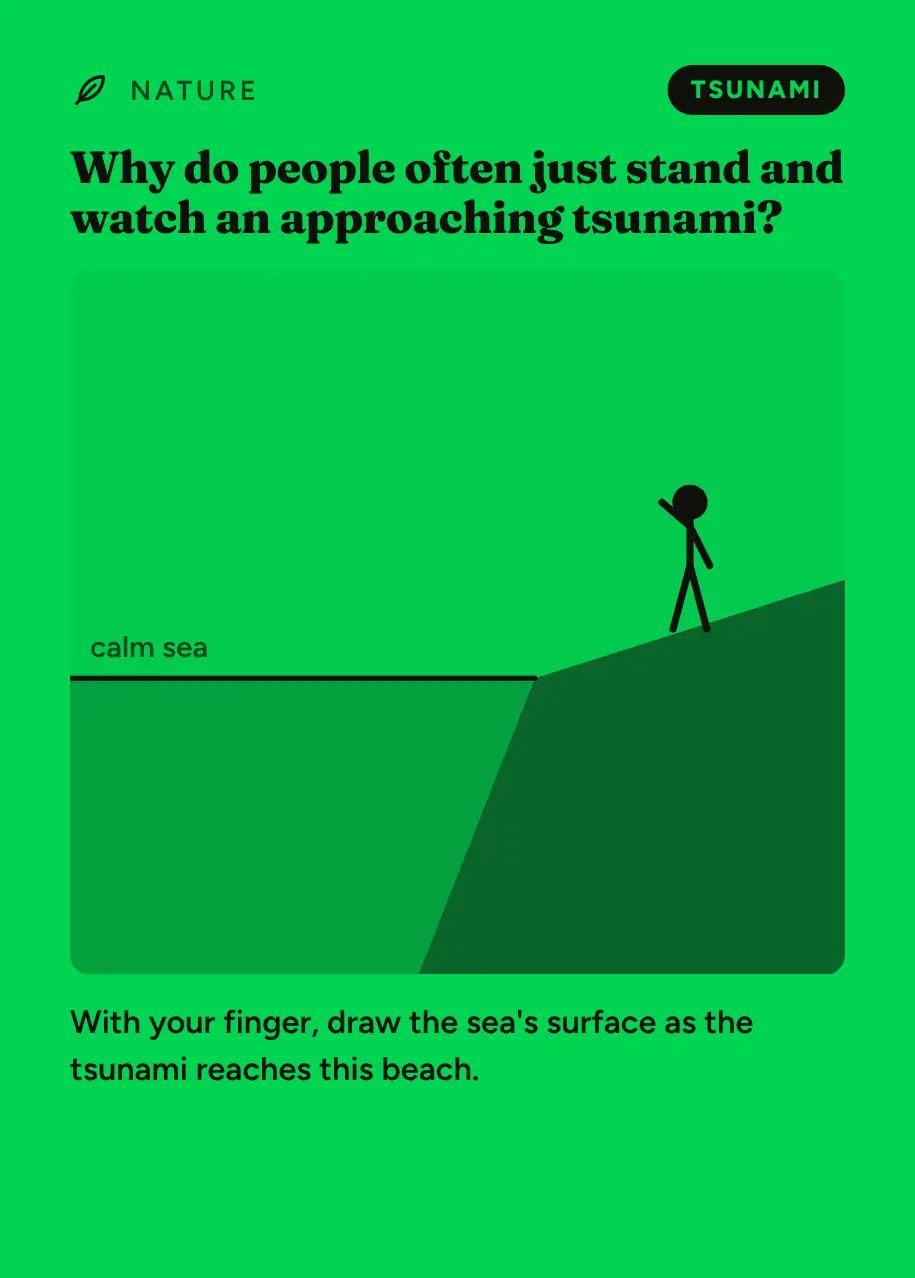 NATURE
TSUNAMI
Why do people often just stand and
watch an approaching tsunami?
calm sea
With your finger, draw the sea's surface as the
tsunami reaches this beach.